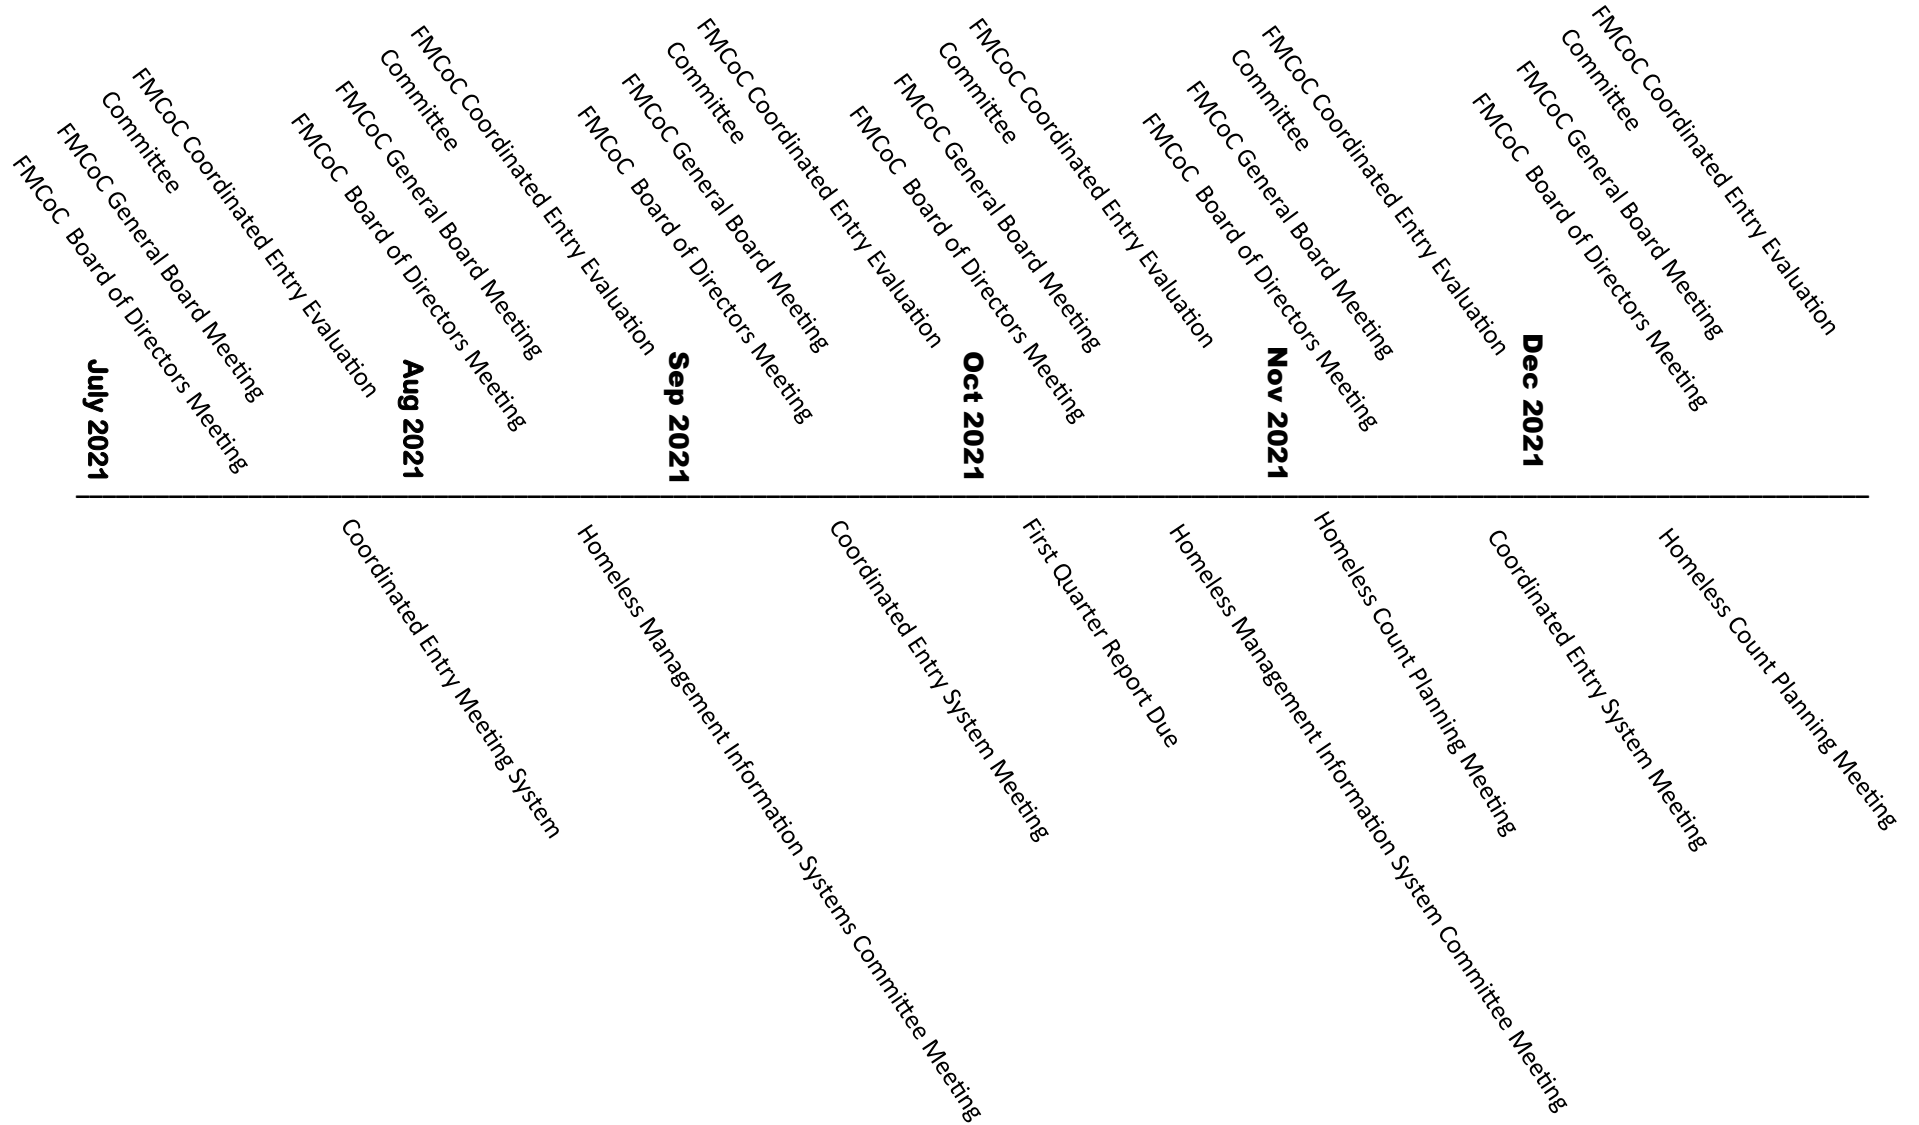 FMCoC Coordinated Entry Evaluation
Committee
FMCoC General Board Meeting
FMCoC Board of Directors Meeting
July 2021
FMCoC Coordinated Entry Evaluation
Committee
FMCoC General Board Meeting
FMCoC Board of Directors Meeting
Aug 2021
FMCoC Coordinated Entry Evaluation
Committee
FMCoC General Board Meeting
FMCoC Board of Directors Meeting
Sep 2021
FMCoC Coordinated Entry Evaluation
Committee
FMCoC General Board Meeting
FMCoC Board of Directors Meeting
Oct 2021
FMCoC Coordinated Entry Evaluation
Committee
FMCoC General Board Meeting
FMCoC Board of Directors Meeting
Nov 2021
FMCoC Coordinated Entry Evaluation
Committee
FMCoC General Board Meeting
FMCoC Board of Directors Meeting
Dec 2021
Coordinated Entry Meeting System
Homeless Management Information Systems Committee Meeting
Coordinated Entry System Meeting
First Quarter Report Due
Homeless Management Information System Committee Meeting
Homeless Count Planning Meeting
Coordinated Entry System Meeting
Homeless Count Planning Meeting